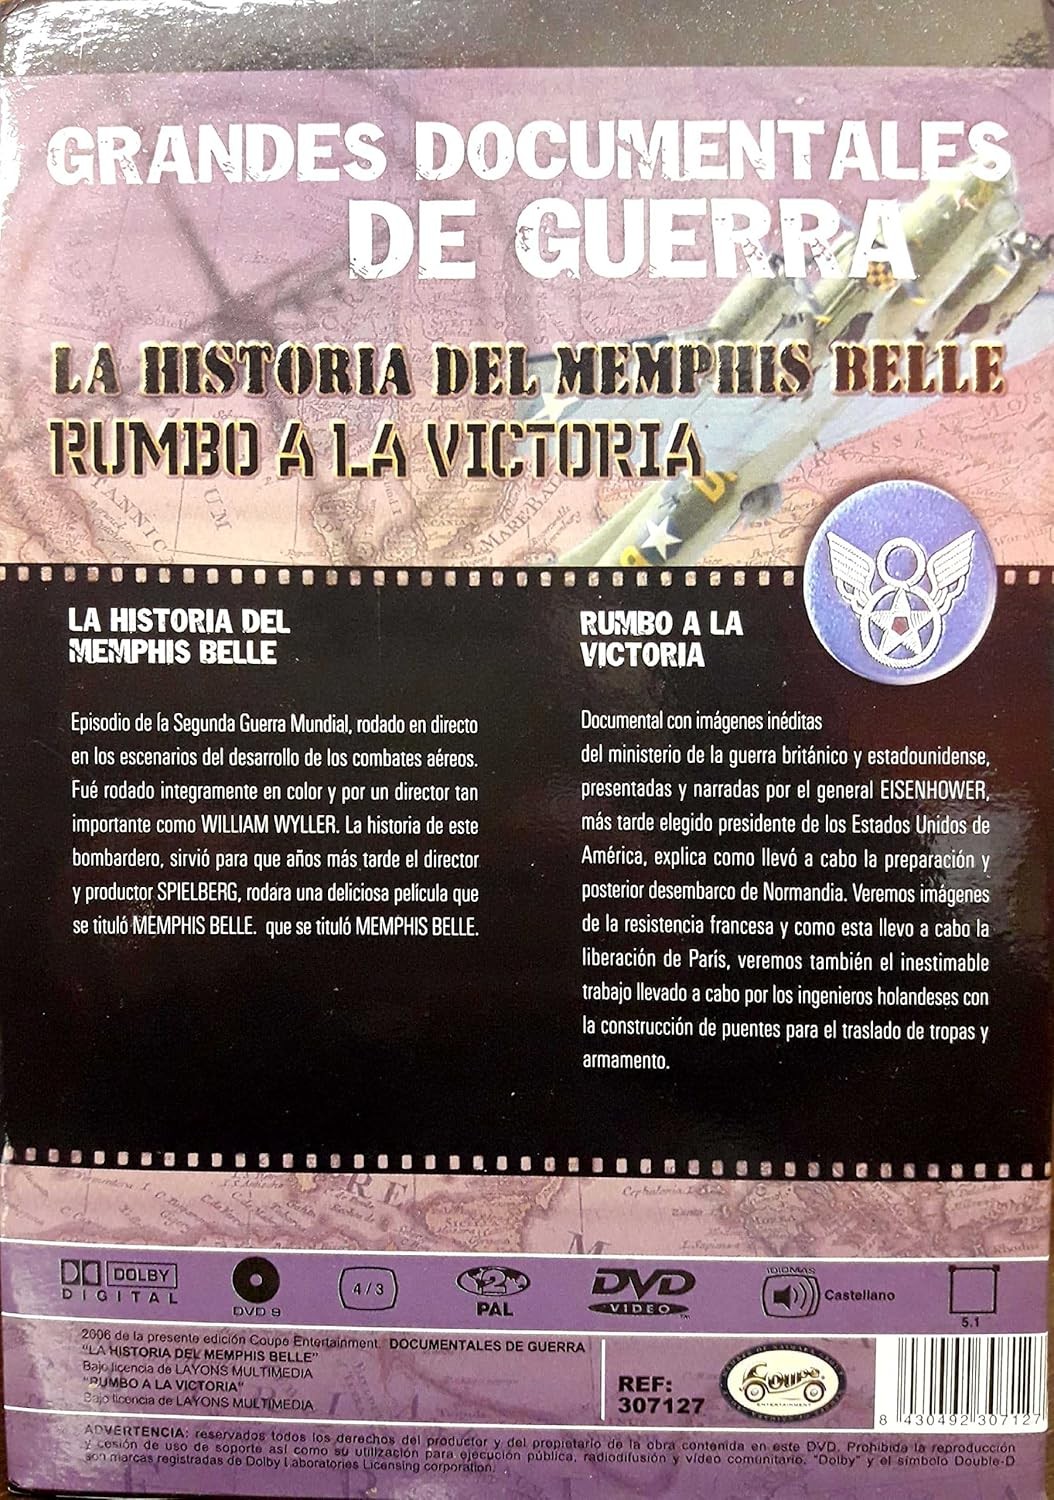 GRANDES DOCUMENTALES
DE GUERRA
LA HISTORIA DEL MEMPHIS BELLE
RUMBO A LA VICTORIA
LA HISTORIA DEL
MEMPHIS BELLE
Episodio de la Segunda Guerra Mundial, rodado en directo
en los escenarios del desarrollo de los combates aéreos.
Fué rodado integramente en color y por un director tan
importante como WILLIAM WYLLER. La historia de este
bombardero, sirvió para que años más tarde el director
y productor SPIELBERG, rodara una deliciosa película que
se tituló MEMPHIS BELLE. que se tituló MEMPHIS BELLE.
RUMBO A LA
VICTORIA
Documental con imágenes inéditas
del ministerio de la guerra británico y estadounidense,
presentadas y narradas por el general EISENHOWER,
más tarde elegido presidente de los Estados Unidos de
América, explica como llevó a cabo la preparación y
posterior desembarco de Normandia. Veremos imágenes
de la resistencia francesa y como esta llevo a cabo la
liberación de París, veremos también el inestimable
trabajo llevado a cabo por los ingenieros holandeses con
la construcción de puentes para el traslado de tropas y
armamento.
DOLBY
DIGITAL
DVD 9
4/3
2
PAL
DVD
VIDEO
IDIOMAS
Castellano
5.1
2006 de la presente edición Coupo Entertainment. DOCUMENTALES DE GUERRA
"LA HISTORIA DEL MEMPHIS BELLE"
Bajo licencia de LAYONS MULTIMEDIA
"RUMBO A LA VICTORIA"
Bajo licencia de LAYONS MULTIMEDIA
REF:
307127
Coupo
ENTERTAINMENT
8 430492 307127
ADVERTENCIA: reservados todos los derechos del productor y del propietario de la obra contenida en este DVD. Prohibida la reproducción
y cesión de uso de soporte así como su utilización para ejecución pública, radiodifusión y vídeo comunitario. "Dolby" y el símbolo Double-D
son marcas registradas de Dolby Laboratories Licensing corporation.